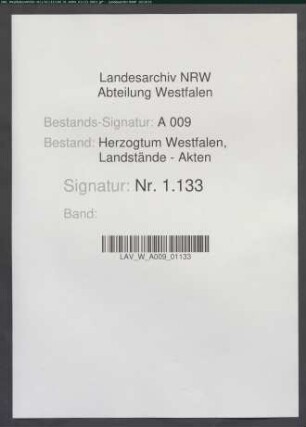 Landesarchiv NRW
Abteilung Westfalen
Bestands-Signatur: A 009
Bestand: Herzogtum Westfalen,
Landstände - Akten
Signatur: Nr. 1.133
Band:
LAV_W_A009_01133